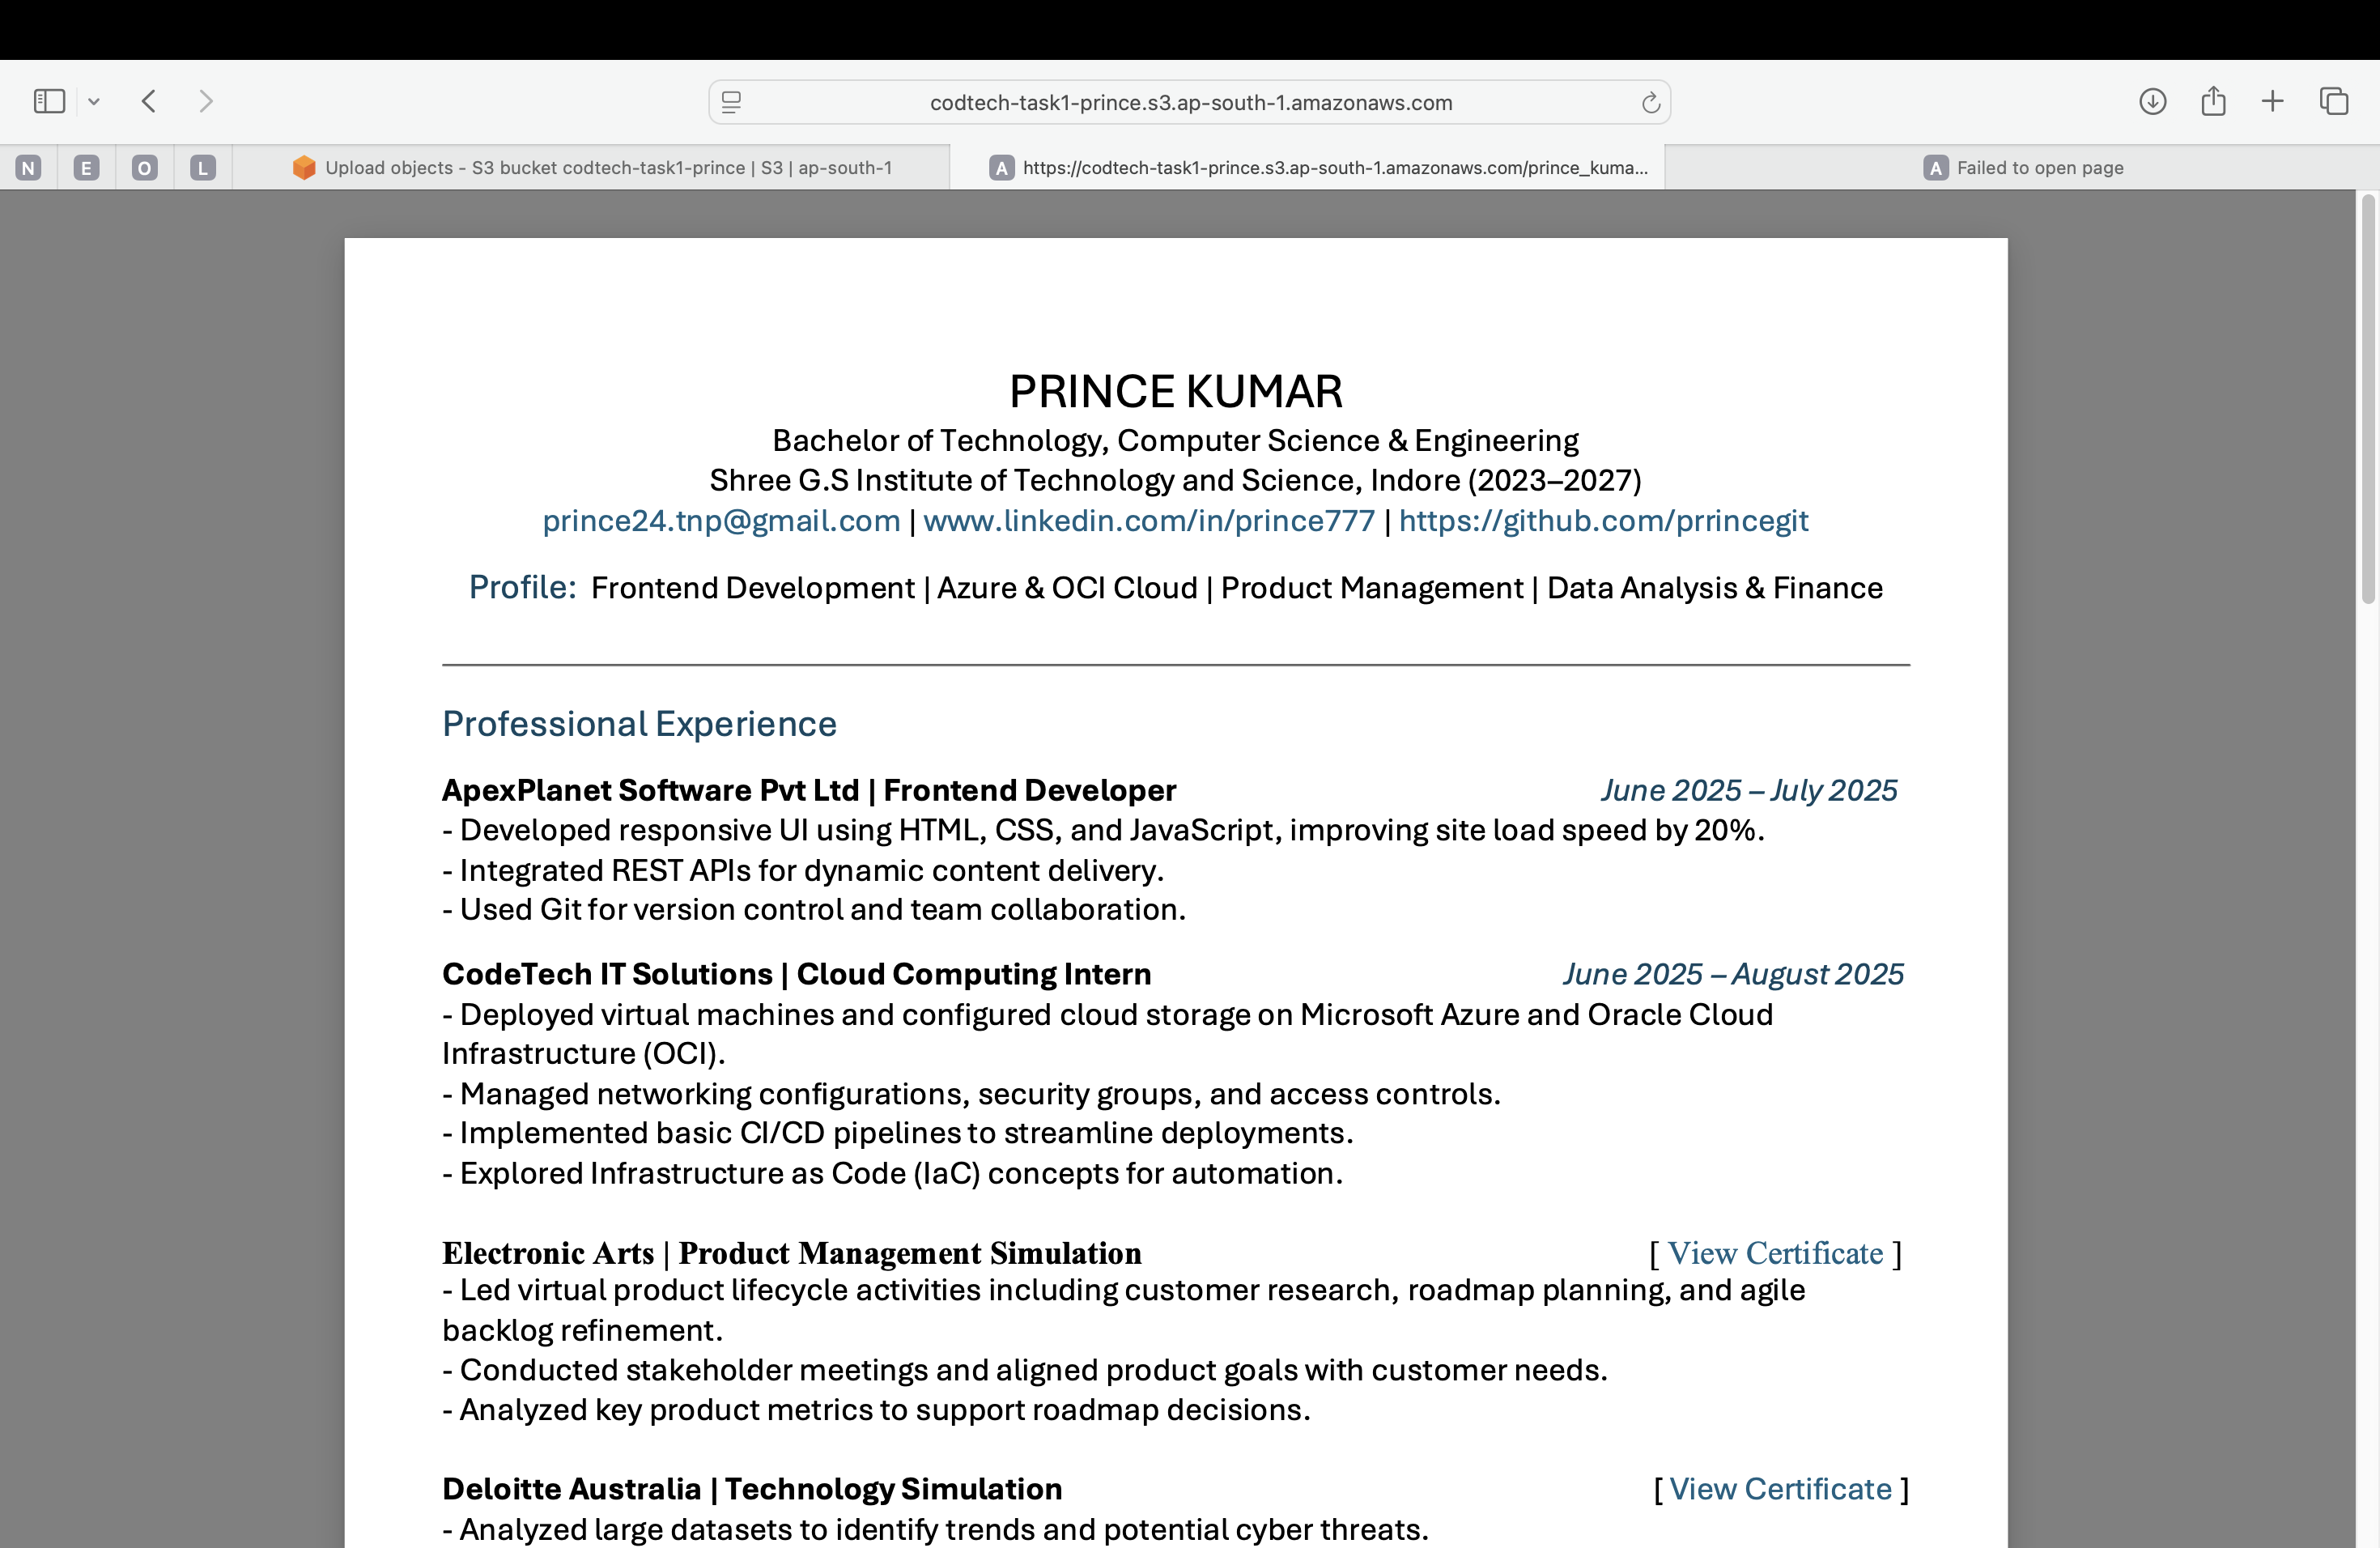 codtech-task1-prince.s3.ap-south-1.amazonaws.com
N E O L Upload objects - S3 bucket codtech-task1-prince | S3 | ap-south-1 A https://codtech-task1-prince.s3.ap-south-1.amazonaws.com/prince_kuma... A Failed to open page
PRINCE KUMAR
Bachelor of Technology, Computer Science & Engineering
Shree G.S Institute of Technology and Science, Indore (2023–2027)
prince24.tnp@gmail.com | www.linkedin.com/in/prince777 | https://github.com/prrincegit
Profile: Frontend Development | Azure & OCI Cloud | Product Management | Data Analysis & Finance
Professional Experience
ApexPlanet Software Pvt Ltd | Frontend Developer June 2025 – July 2025
- Developed responsive UI using HTML, CSS, and JavaScript, improving site load speed by 20%.
- Integrated REST APIs for dynamic content delivery.
- Used Git for version control and team collaboration.
CodeTech IT Solutions | Cloud Computing Intern June 2025 – August 2025
- Deployed virtual machines and configured cloud storage on Microsoft Azure and Oracle Cloud
Infrastructure (OCI).
- Managed networking configurations, security groups, and access controls.
- Implemented basic CI/CD pipelines to streamline deployments.
- Explored Infrastructure as Code (IaC) concepts for automation.
Electronic Arts | Product Management Simulation [ View Certificate ]
- Led virtual product lifecycle activities including customer research, roadmap planning, and agile
backlog refinement.
- Conducted stakeholder meetings and aligned product goals with customer needs.
- Analyzed key product metrics to support roadmap decisions.
Deloitte Australia | Technology Simulation [ View Certificate ]
- Analyzed large datasets to identify trends and potential cyber threats.